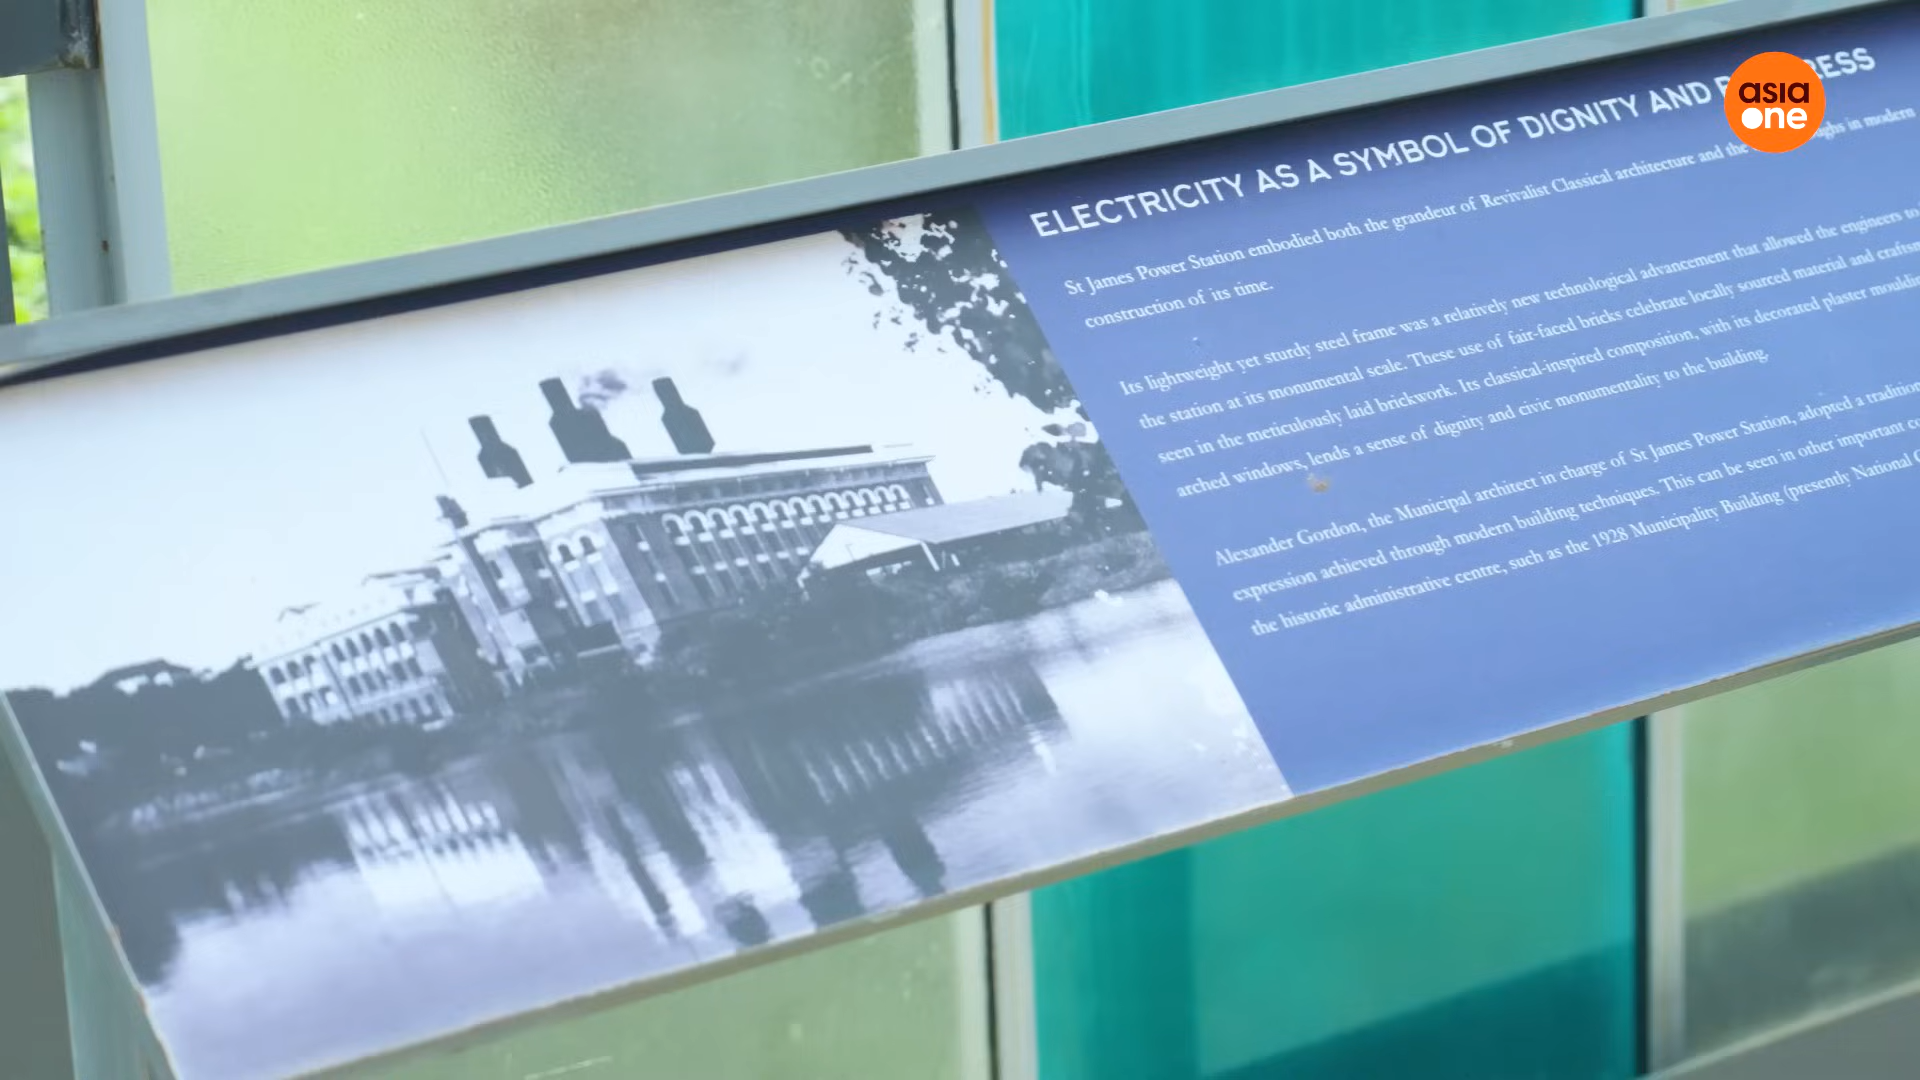 asia
one
ELECTRICITY AS A SYMBOL OF DIGNITY AND
St James Power Station embodied both the grandeur of Revivalist Classical architecture and the in modern
construction of its time.
Its lightweight yet sturdy steel frame was a relatively new technological advancement that allowed the engineers to
the station at its monumental scale. These use of fair-faced bricks celebrate locally sourced material and
seen in the meticulously laid brickwork. Its classical-inspired composition, with its decorated plaster
arched windows, lends a sense of dignity and civic monumentality to the building.
Alexander Gordon, the Municipal architect in charge of St James Power Station, adopted a
expression achieved through modern building techniques. This can be seen in other important
the historic administrative centre, such as the 1928 Municipality Building (presently National